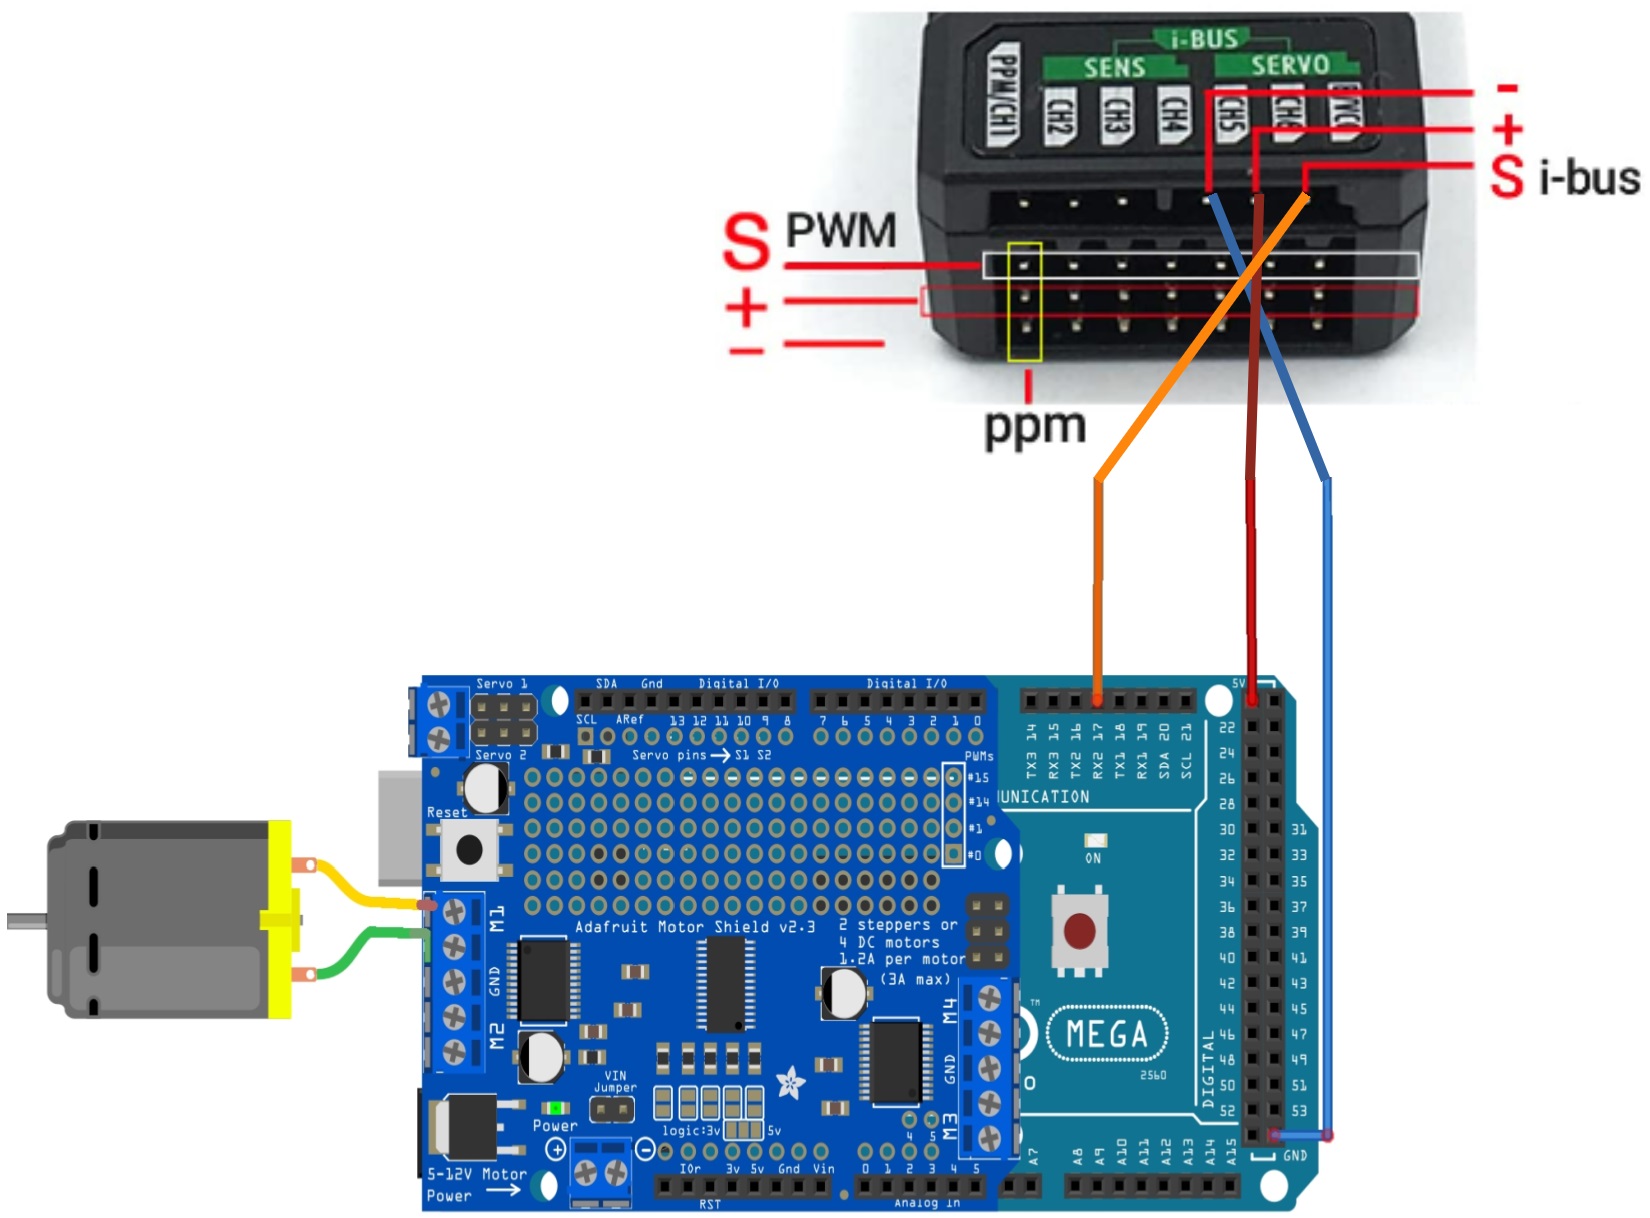 i-BUS
SENS SERVO
PPM/CH1 CH2 CH3 CH4 CH5
-
+
S i-bus
S PWM
+
-
ppm
Servo 1
Servo 2
SDA Gnd Digital I/O Digital I/O
SCL ARef 13 12 11 10 9 8 7 6 5 4 3 2 1 0
Servo pins → S1 S2
PWMs
#15
#14
#1
#0
Reset
TX3 14
RX3 15
TX2 16
RX2 17
TX1 18
RX1 19
SDA 20
SCL 21
5V
22
24
26
28
30 31
32 33
34 35
36 37
38 39
40 41
42 43
44 45
46 47
48 49
50 51
52 53
GND
DIGITAL
UNICATION
ON
M1
GND
M2
Adafruit Motor Shield v2.3
2 steppers or
4 DC motors
1.2A per motor
(3A max)
M4
GND
M3
TM
MEGA
2560
O
VIN
Jumper
Power
logic:3v 5v
4 5
+ -
5-12V Motor
Power →
IOr 3v 5v Gnd Vin 0 1 2 3 4 5
RST Analog In
A7 A8 A9 A10 A11 A12 A13 A14 A15